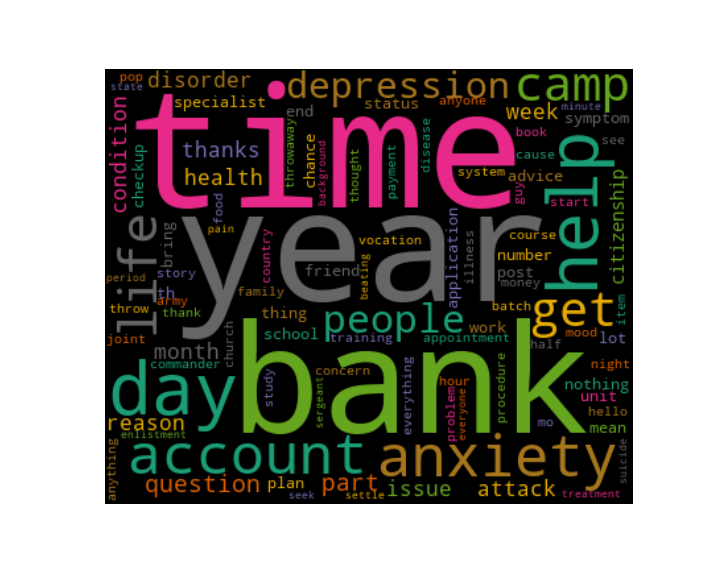 pop
state
disorder
depression
camp
specialist
status
anyone
week
minute
symptom
condition
checkup
time
end
throwaway
chance
background
thought
payment
disease
book
cause
see
thanks
health
system
advice
guy
start
help
citizenship
food
pain
year
life
bring
story
th
country
vocation
application
illness
course
number
period
army
friend
beating
post
money
item
throw
thank
family
batch
get
joint
thing
people
work
mood
lot
month
church
school
training
appointment
half
night
commander
bank
nothing
day
study
concern
sergeant
everything
hour
problem
everyone
procedure
unit
hello
reason
enlistment
mo
mean
anything
account
anxiety
suicide
question
plan
part
issue
attack
seek
settle
treatment